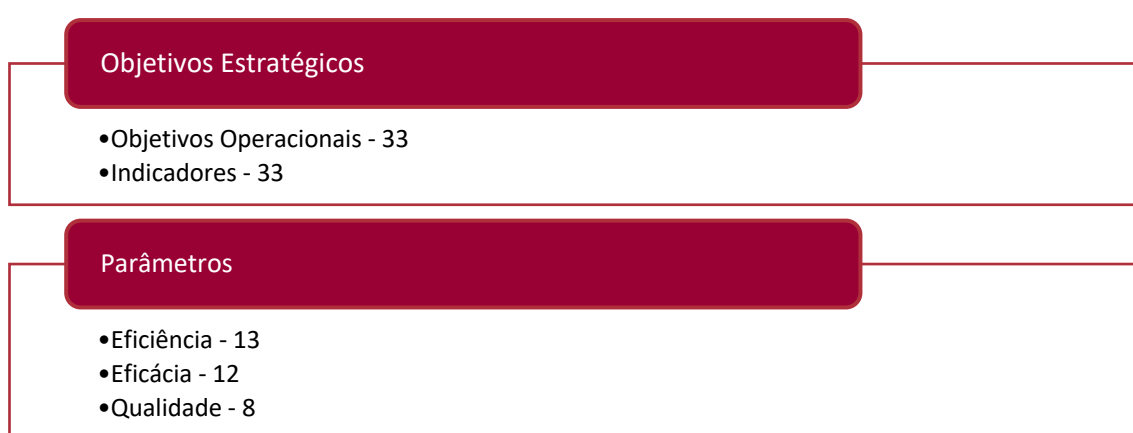 Objetivos Estratégicos
•Objetivos Operacionais - 33
•Indicadores - 33
Parâmetros
•Eficiência - 13
•Eficácia - 12
•Qualidade - 8